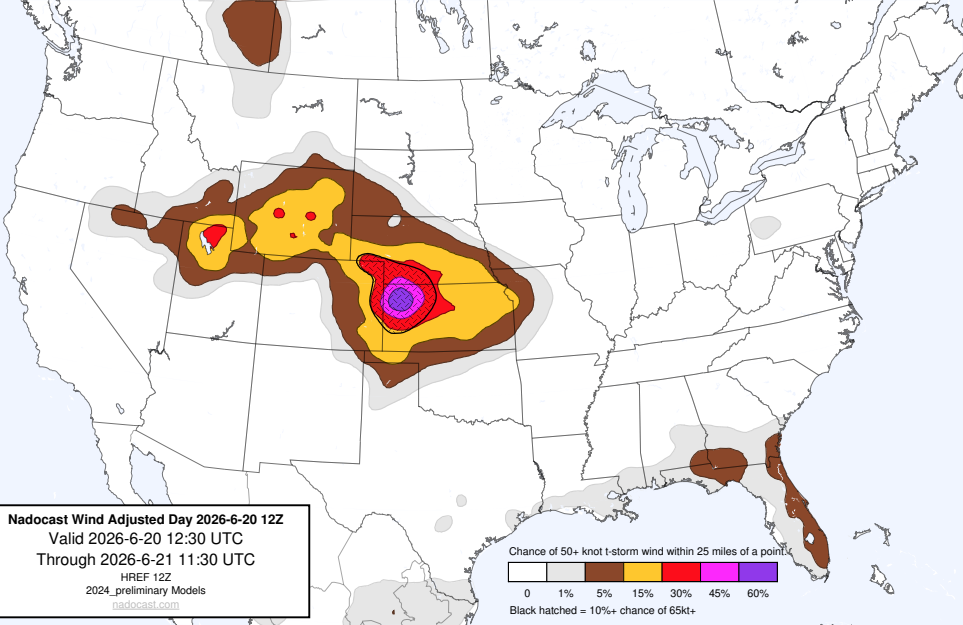 Nadocast Wind Adjusted Day 2026-6-20 12Z
Valid 2026-6-20 12:30 UTC
Through 2026-6-21 11:30 UTC
HREF 12Z
2024_preliminary Models
nadocast.com
Chance of 50+ knot t-storm wind within 25 miles of a point.
0 1% 5% 15% 30% 45% 60%
Black hatched = 10%+ chance of 65kt+